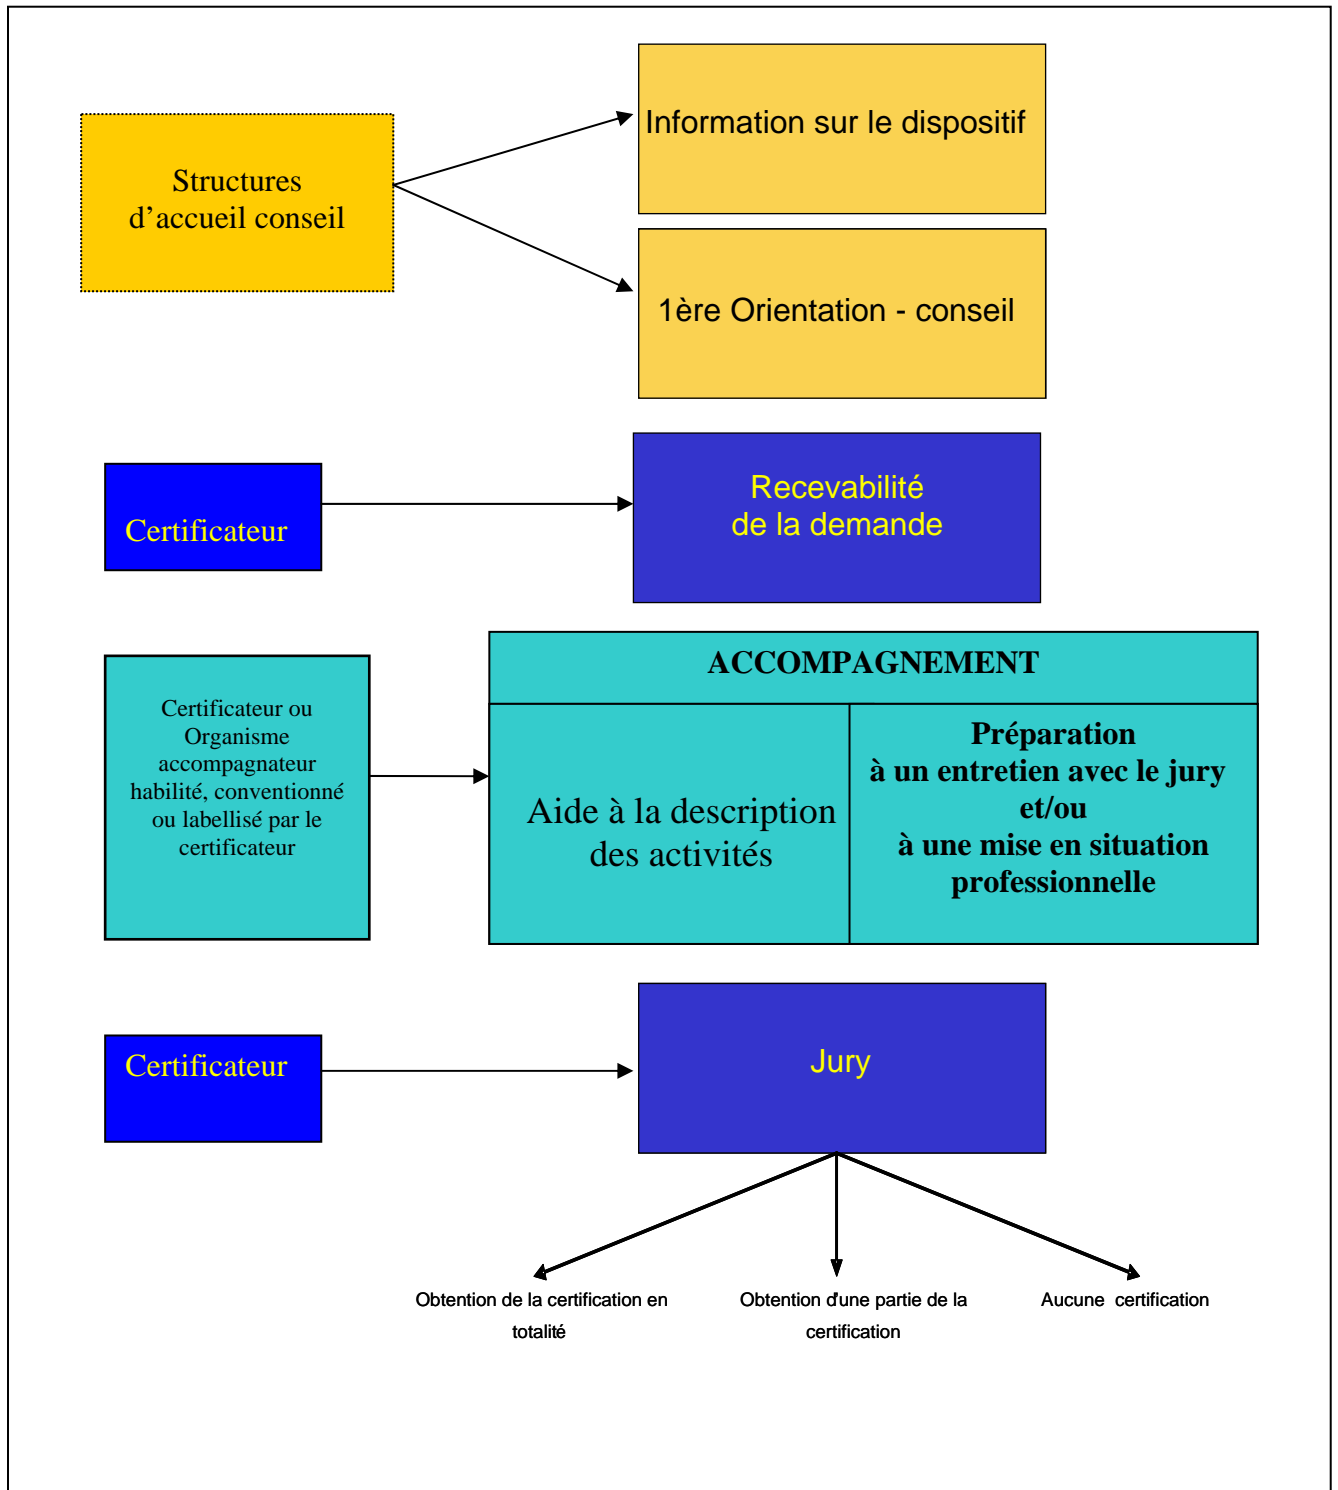 Structures
d’accueil conseil
Information sur le dispositif
1ère Orientation - conseil
Certificateur
Recevabilité
de la demande
Certificateur ou
Organisme
accompagnateur
habilité, conventionné
ou labellisé par le
certificateur
ACCOMPAGNEMENT
Aide à la description
des activités
Préparation
à un entretien avec le jury
et/ou
à une mise en situation
professionnelle
Certificateur
Jury
Obtention de la certification en
totalité
Obtention d'une partie de la
certification
Aucune certification